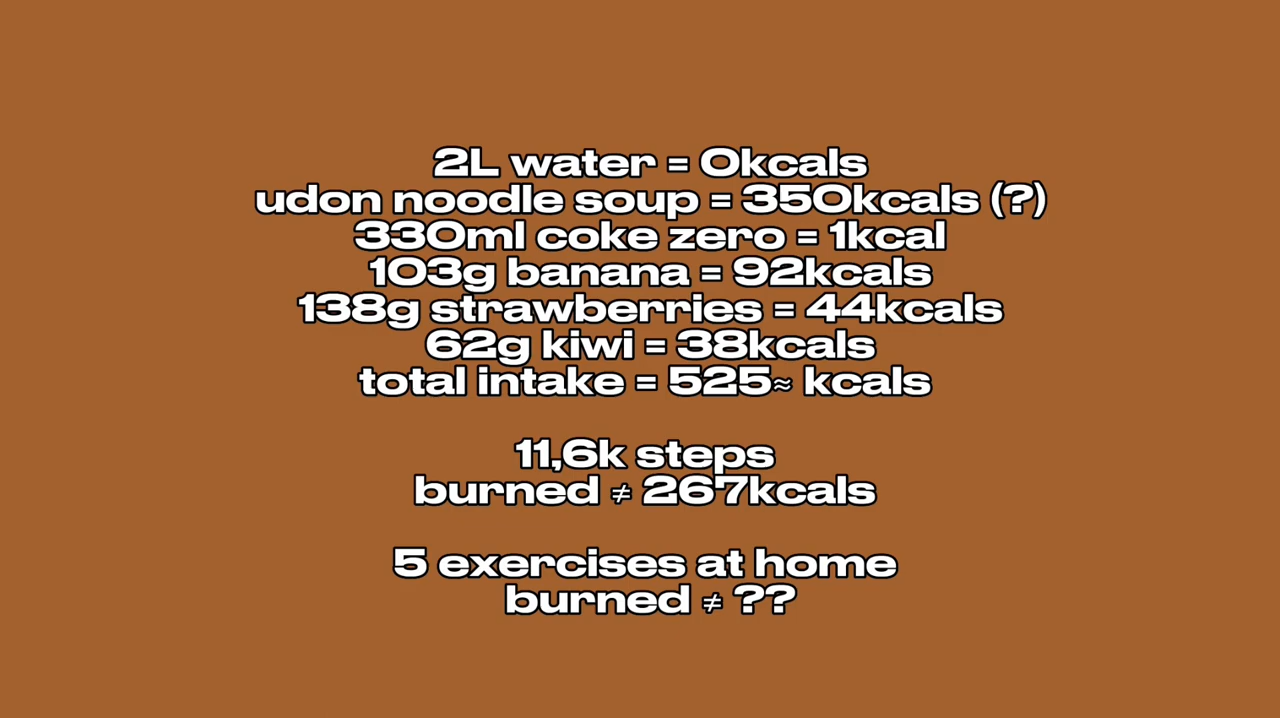 2L water = 0kcals
udon noodle soup = 350kcals (?)
330ml coke zero = 1kcal
103g banana = 92kcals
138g strawberries = 44kcals
62g kiwi = 38kcals
total intake = 525≈ kcals
11,6k steps
burned ≠ 267kcals
5 exercises at home
burned ≠ ??